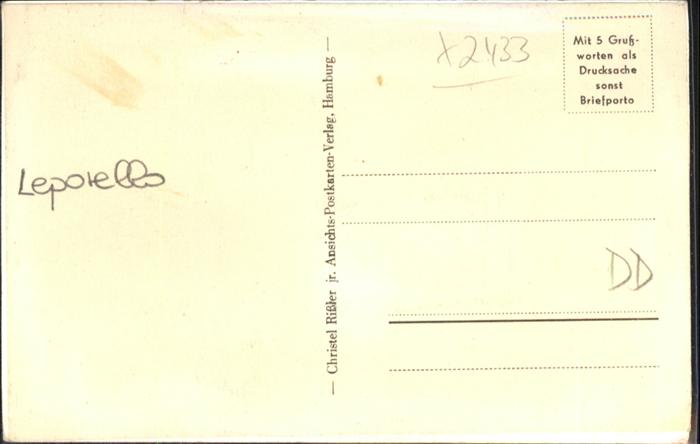 Leporello
— Christel Rißler jr. Ansichts-Postkarten-Verlag, Hamburg —
X2433
Mit 5 Gruß-
worten als
Drucksache
sonst
Briefporto
DD